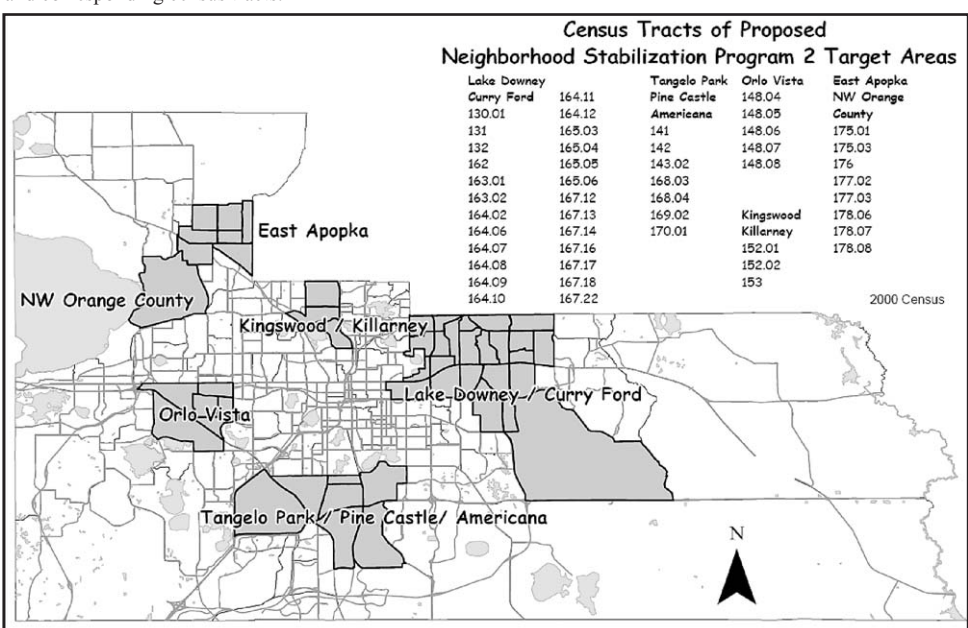 Census Tracts of Proposed
Neighborhood Stabilization Program 2 Target Areas
Lake Downey
Curry Ford
130.01
131
132
162
163.01
163.02
164.02
164.06
164.07
164.08
164.09
164.10
164.11
164.12
165.03
165.04
165.05
165.06
167.12
167.13
167.14
167.16
167.17
167.18
167.22
Tangelo Park
Pine Castle
Americana
141
142
143.02
168.03
168.04
169.02
170.01
Orlo Vista
148.04
148.05
148.06
148.07
148.08
Kingswood
Killarney
152.01
152.02
153
East Apopka
NW Orange
County
175.01
175.03
176
177.02
177.03
178.06
178.07
178.08
2000 Census
East Apopka
NW Orange County
Kingswood / Killarney
Lake Downey / Curry Ford
Orlo Vista
Tangelo Park / Pine Castle/ Americana
N